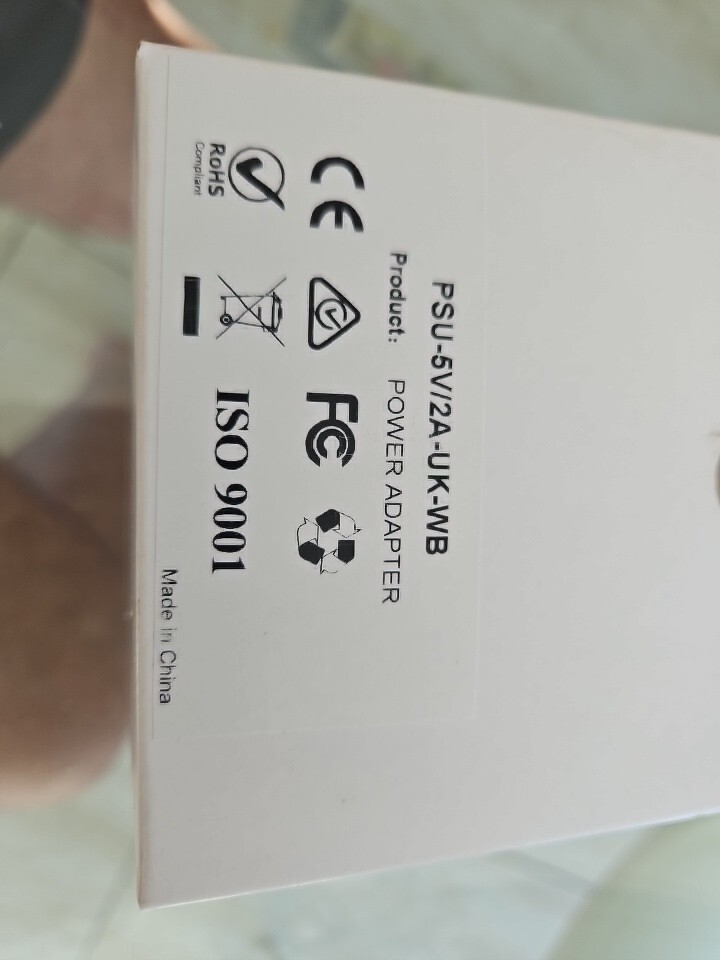 PSU-5V/2A-UK-WB
Product: POWER ADAPTER
CE FC
RoHS
Compliant
ISO 9001
Made in China